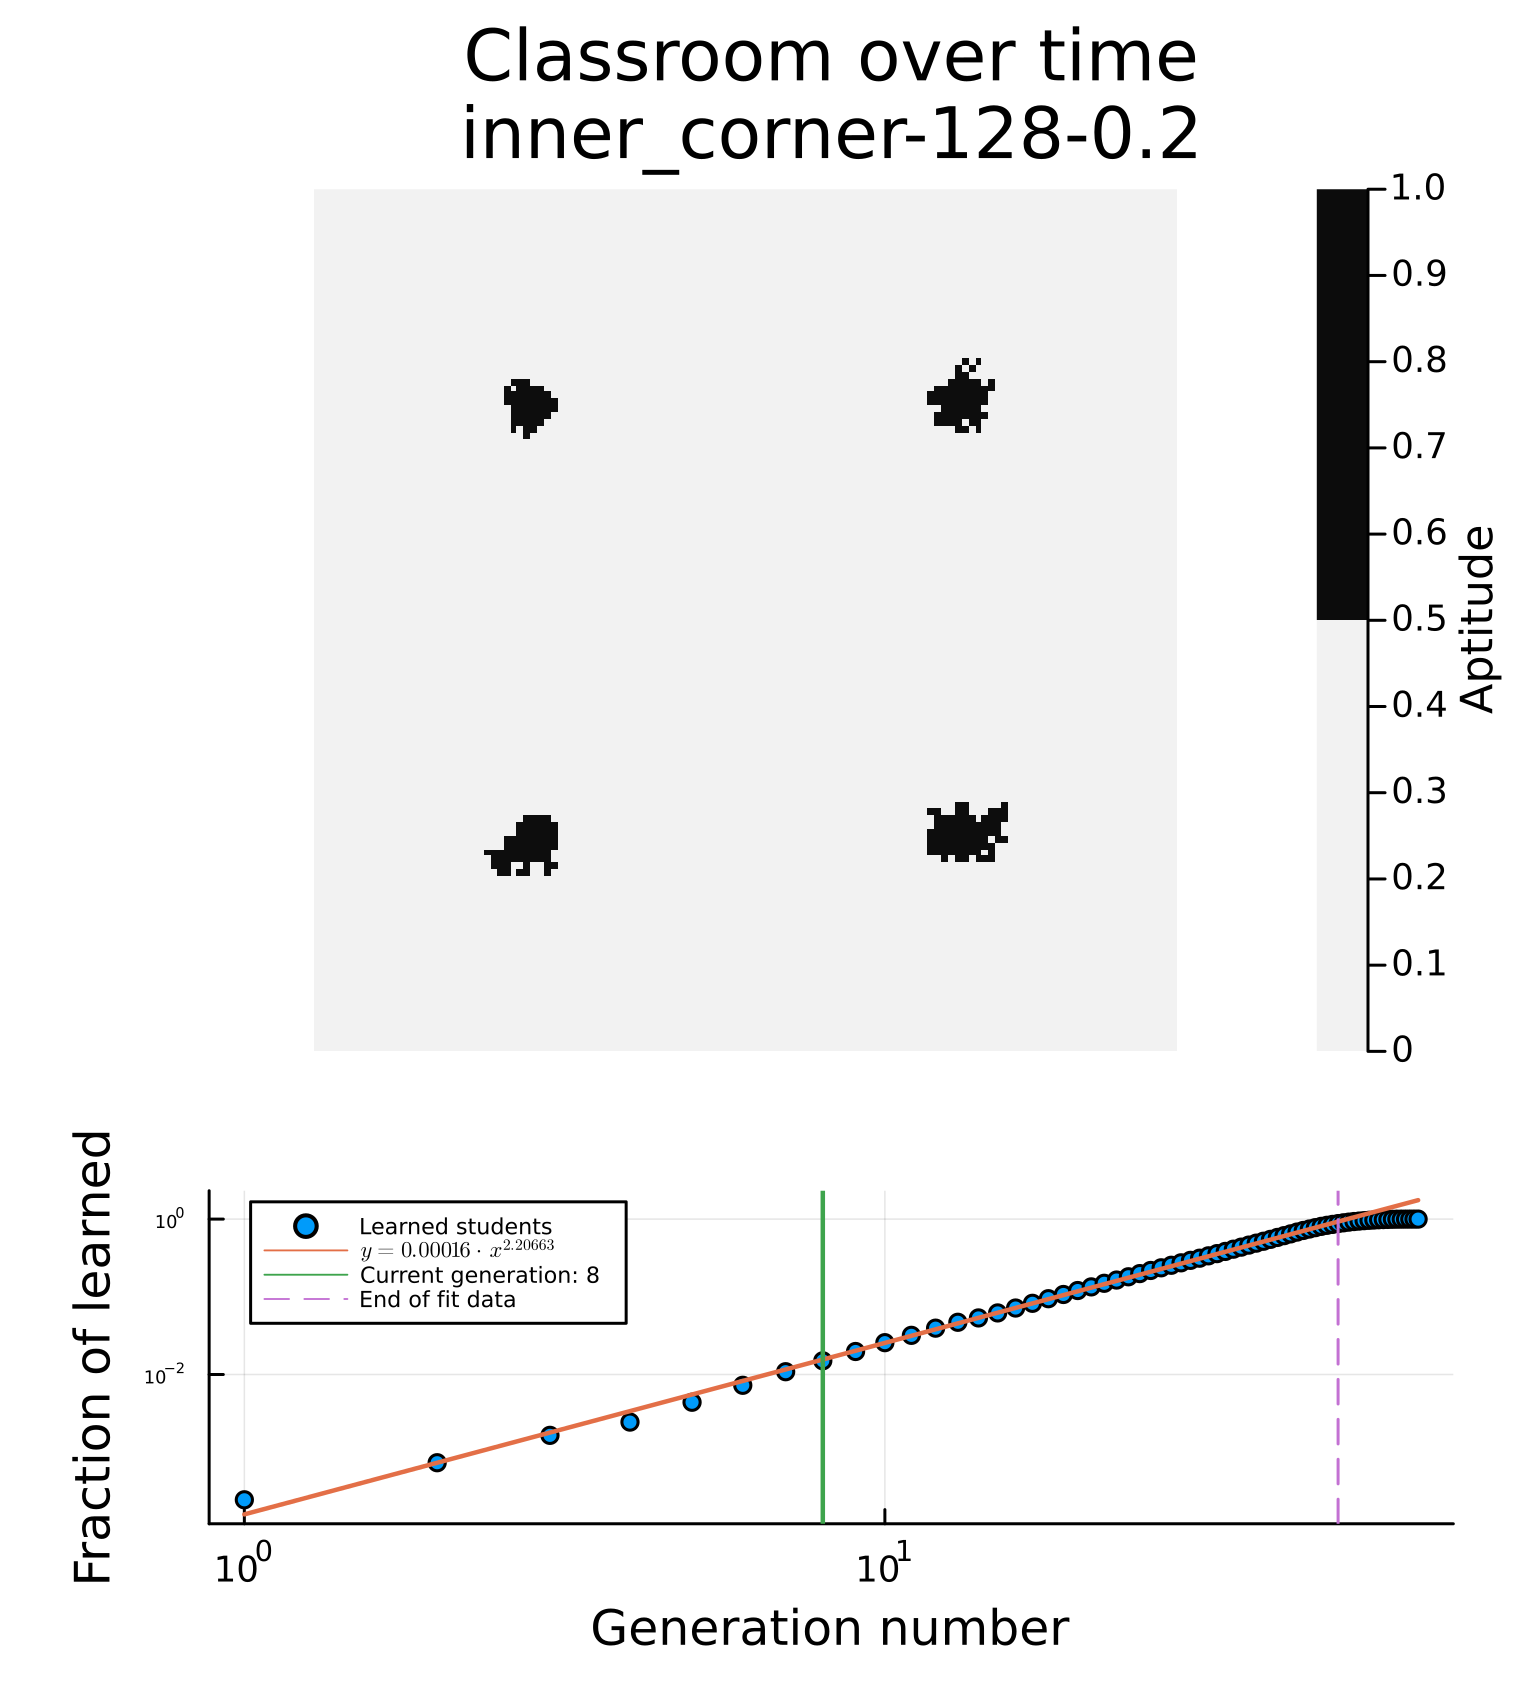 Classroom over time
inner_corner-128-0.2
1.0
0.9
0.8
0.7
0.6
0.5
0.4
0.3
0.2
0.1
0
Aptitude
Fraction of learned
10⁰
10⁻²
Learned students
y = 0.00016 · x^2.20663
Current generation: 8
End of fit data
10⁰
10¹
Generation number